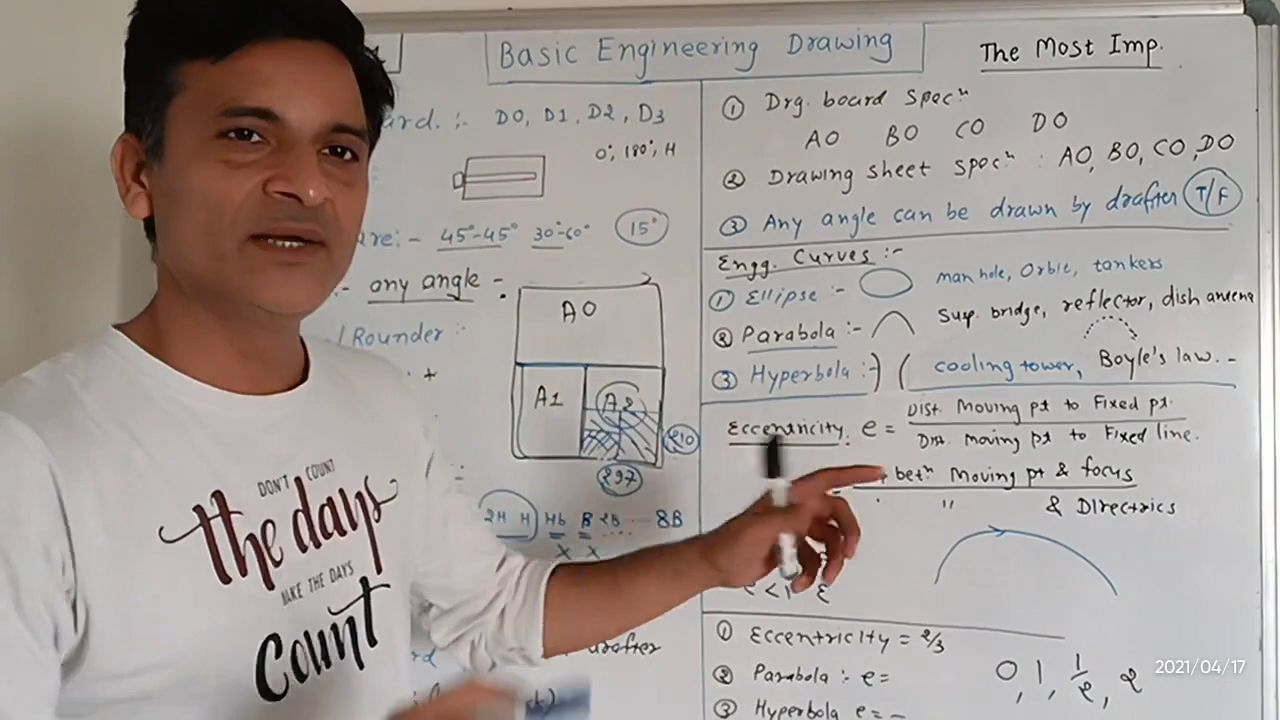 Basic Engineering Drawing
The Most Imp.
ard. :- D0, D1, D2, D3
0°, 180°, H
are:- 45°-45° 30°-60° 15°
:- any angle -
/Rounder :-
A0
A1
A2
210
297
2H H Hb B 2B .... 8B
X X
rafter
① Drg. board specⁿ
A0 B0 C0 D0
② Drawing sheet specⁿ : A0, B0, C0, D0
③ Any angle can be drawn by drafter T/F
Engg. Curves :-
① Ellipse :- man hole, Orbit, tankers
② Parabola :- Susp. bridge, reflector, dish antena
③ Hyperbola :- cooling tower, Boyle's law. -
Eccentricity. e = Dist. Moving pt to Fixed pt.
Dist. moving pt to Fixed line.
betⁿ Moving pt & focus
" & Directrics
① Eccentricity = 2/3
② Parabola :- e =
③ Hyperbola e = -
0, 1, 1/2, 2
DON'T COUNT
the days
MAKE THE DAYS
Count
2021/04/17